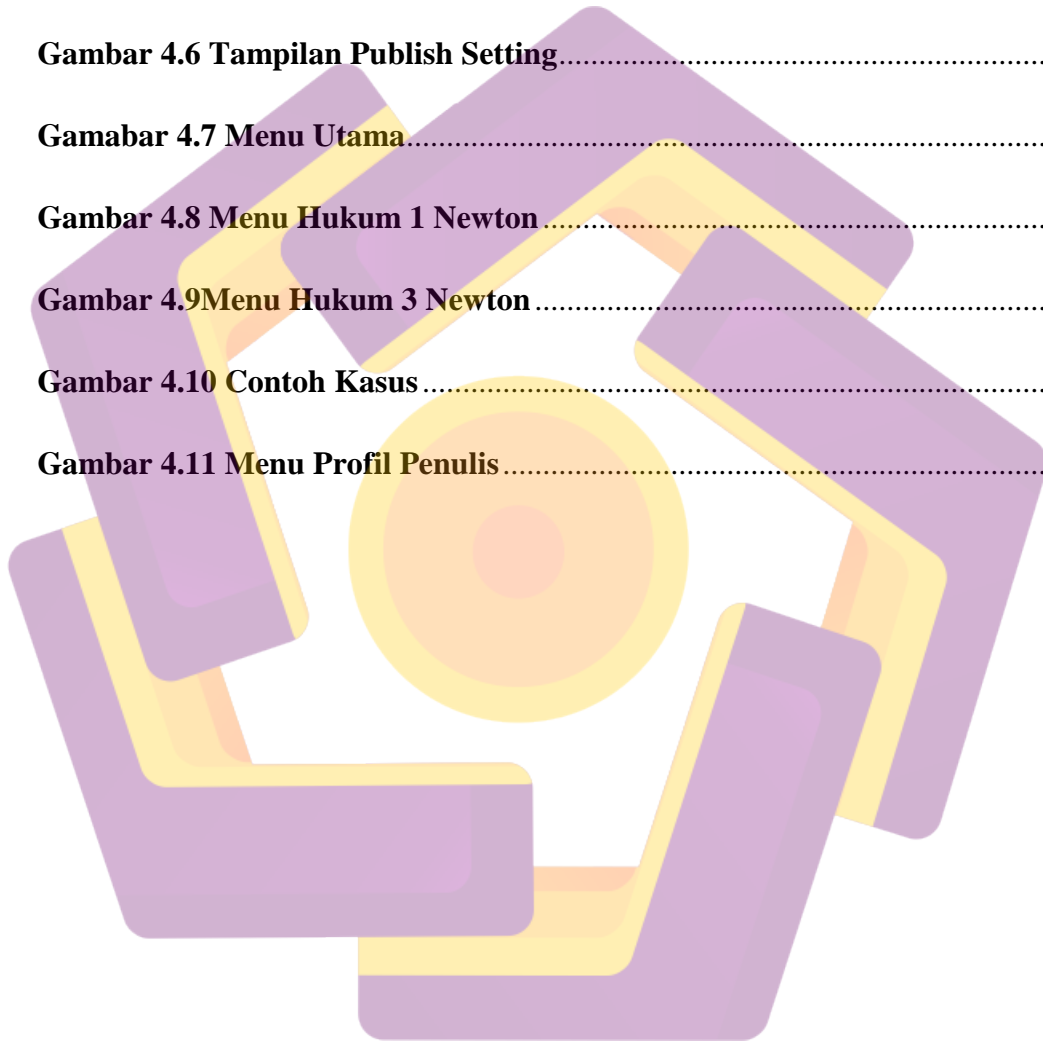 Gambar 4.6 Tampilan Publish Setting..........................................................................
Gamabar 4.7 Menu Utama..............................................................................................
Gambar 4.8 Menu Hukum 1 Newton............................................................................
Gambar 4.9Menu Hukum 3 Newton.............................................................................
Gambar 4.10 Contoh Kasus...........................................................................................
Gambar 4.11 Menu Profil Penulis.................................................................................